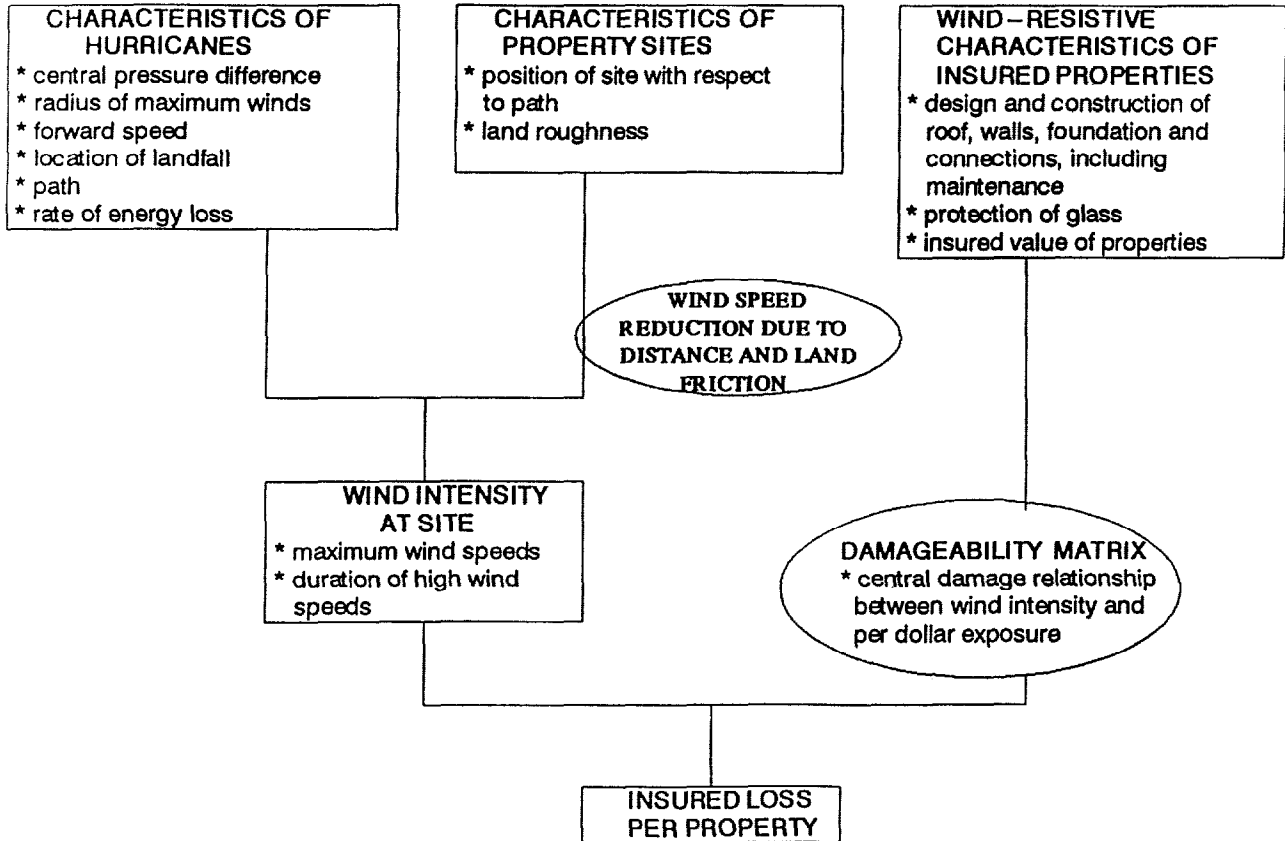 CHARACTERISTICS OF
HURRICANES
* central pressure difference
* radius of maximum winds
* forward speed
* location of landfall
* path
* rate of energy loss
CHARACTERISTICS OF
PROPERTY SITES
* position of site with respect
to path
* land roughness
WIND-RESISTIVE
CHARACTERISTICS OF
INSURED PROPERTIES
* design and construction of
roof, walls, foundation and
connections, including
maintenance
* protection of glass
* insured value of properties
WIND SPEED
REDUCTION DUE TO
DISTANCE AND LAND
FRICTION
WIND INTENSITY
AT SITE
* maximum wind speeds
* duration of high wind
speeds
DAMAGEABILITY MATRIX
* central damage relationship
between wind intensity and
per dollar exposure
INSURED LOSS
PER PROPERTY